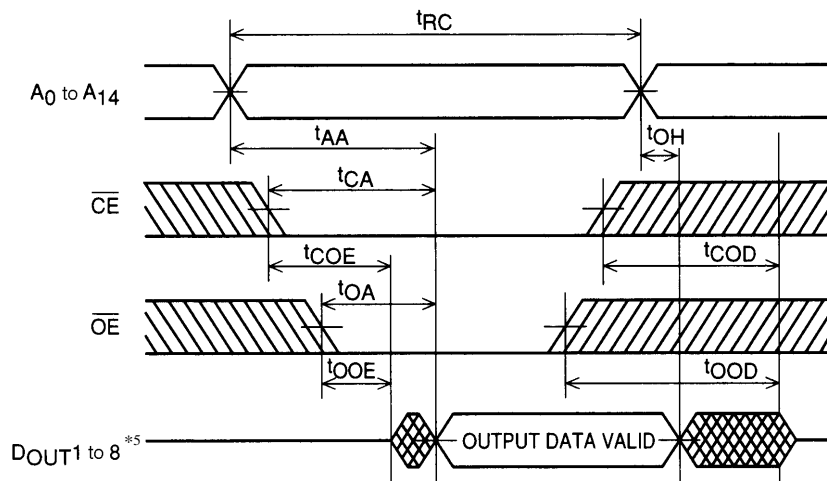 tRC
A0 to A14
tAA
tOH
tCA
CE
tCOE
tCOD
tOA
OE
tOOE
tOOD
DOUT1 to 8 *5
OUTPUT DATA VALID